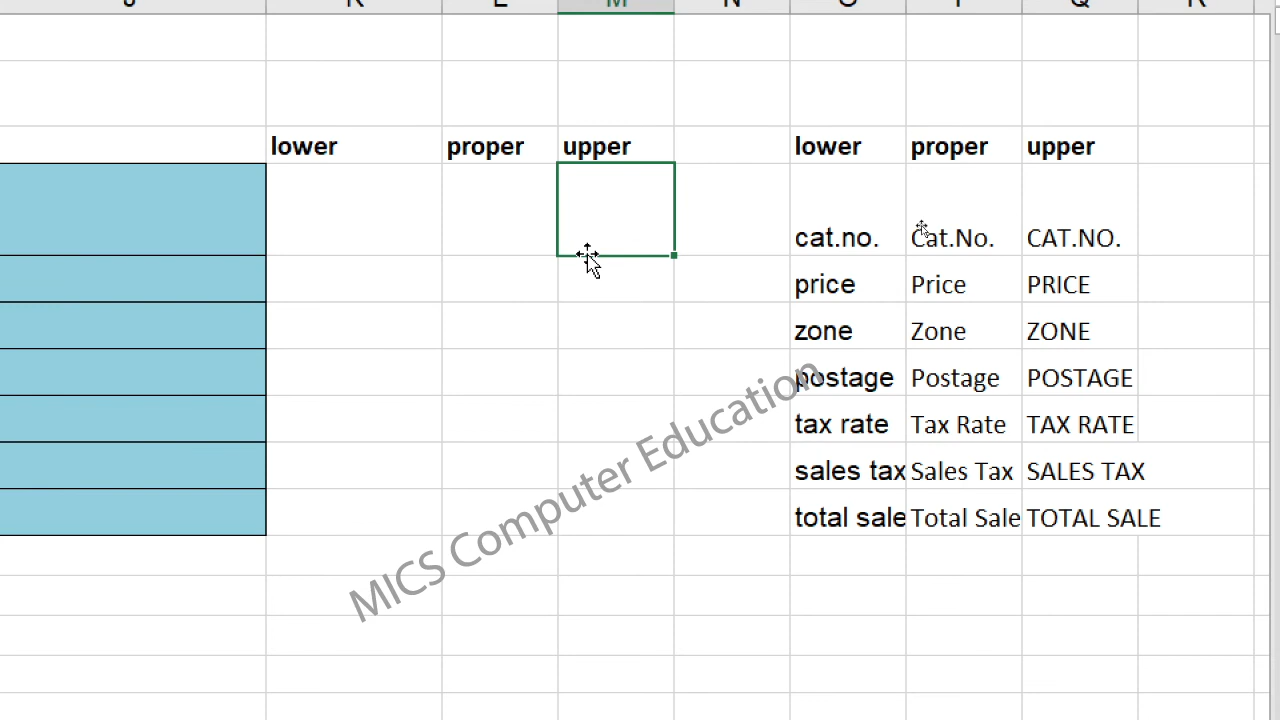 J K L M N O P Q R
lower proper upper lower proper upper
cat.no. Cat.No. CAT.NO.
price Price PRICE
zone Zone ZONE
postage Postage POSTAGE
tax rate Tax Rate TAX RATE
sales tax Sales Tax SALES TAX
total sale Total Sale TOTAL SALE
MICS Computer Education